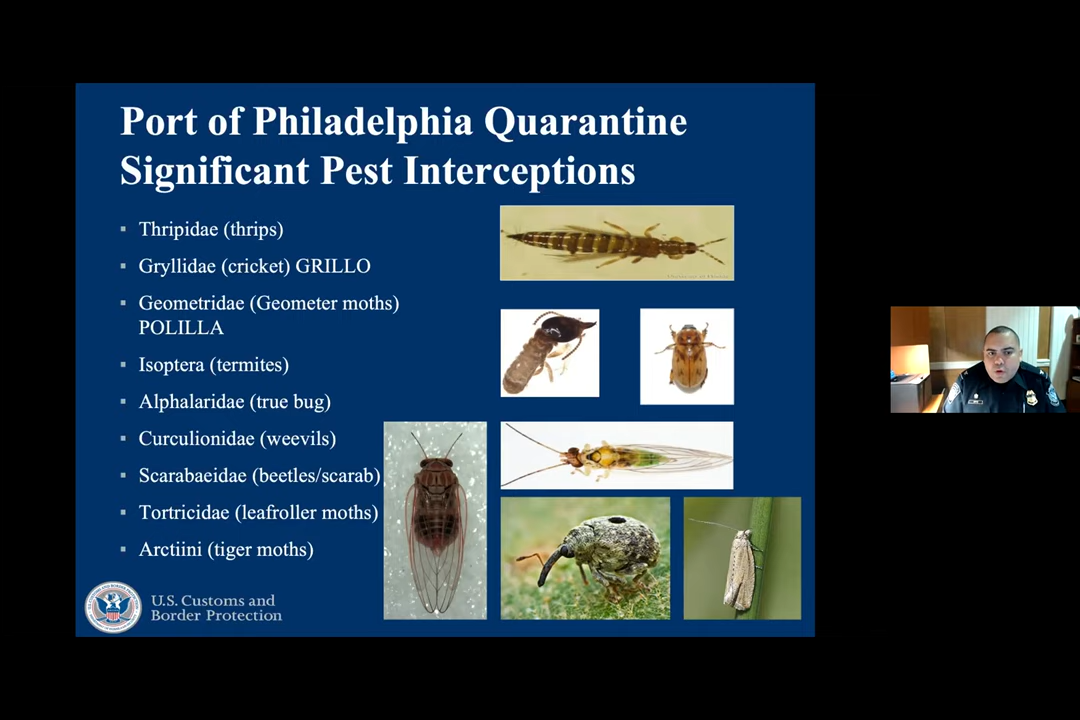 Port of Philadelphia Quarantine
Significant Pest Interceptions
Thripidae (thrips)
Gryllidae (cricket) GRILLO
Geometridae (Geometer moths)
POLILLA
Isoptera (termites)
Alphalaridae (true bug)
Curculionidae (weevils)
Scarabaeidae (beetles/scarab)
Tortricidae (leafroller moths)
Arctiini (tiger moths)
U.S. Customs and
Border Protection